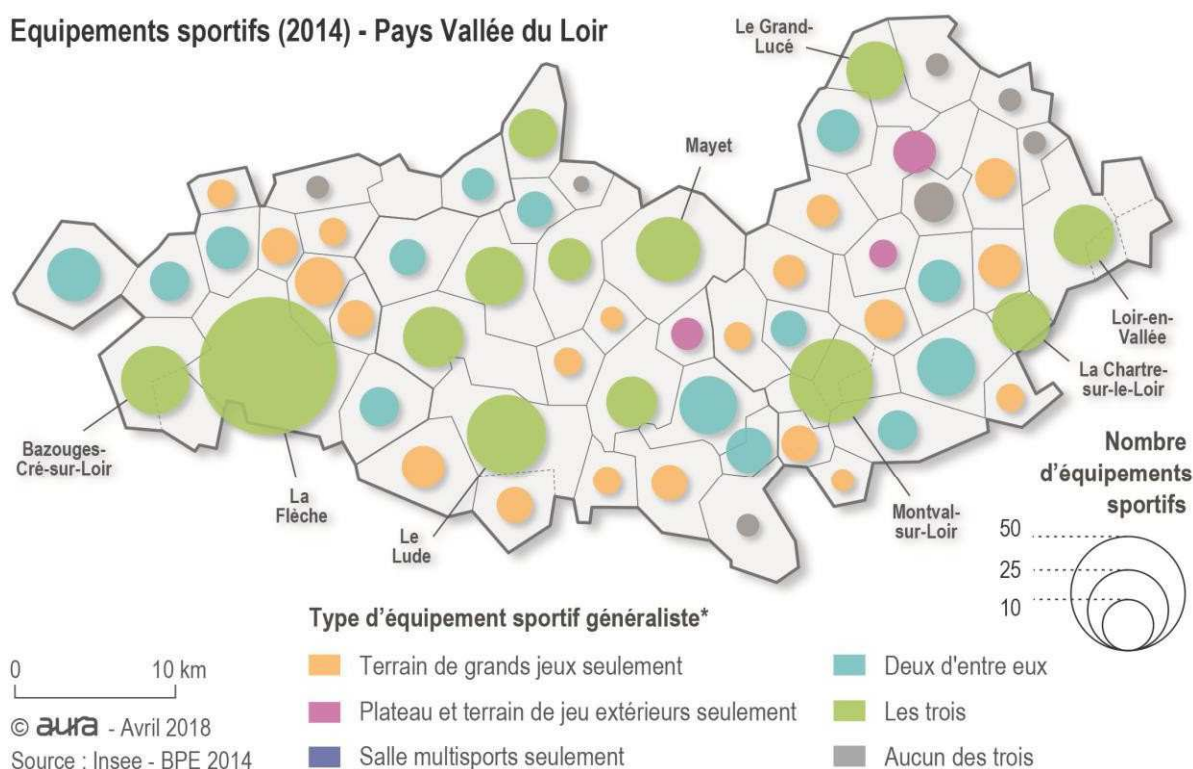 Equipements sportifs (2014) - Pays Vallée du Loir
Le Grand-
Lucé
Mayet
Loir-en-
Vallée
La Chartre-
sur-le-Loir
Bazouges-
Cré-sur-Loir
La
Flèche
Le
Lude
Montval-
sur-Loir
Nombre
d'équipements
sportifs
50
25
10
Type d'équipement sportif généraliste*
Terrain de grands jeux seulement
Plateau et terrain de jeu extérieurs seulement
Salle multisports seulement
Deux d'entre eux
Les trois
Aucun des trois
0 10 km
© aura - Avril 2018
Source : Insee - BPE 2014